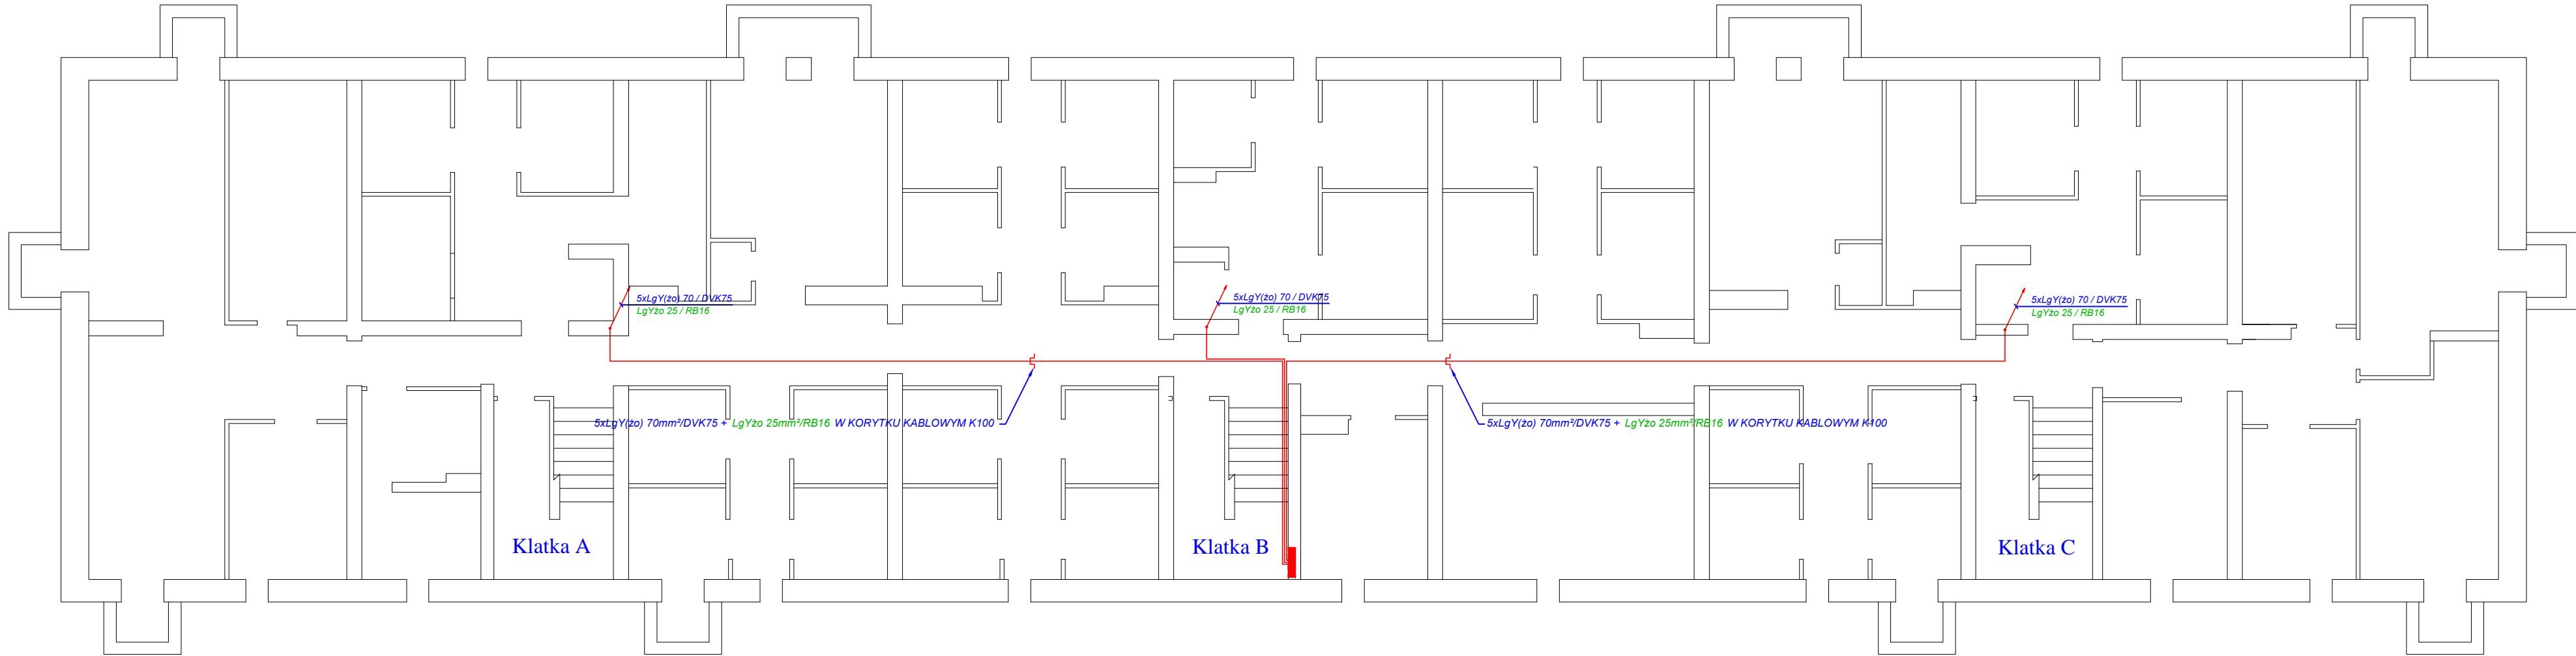 5xLgY(żo) 70 / DVK75
LgYżo 25 / RB16
5xLgY(żo) 70 / DVK75
LgYżo 25 / RB16
5xLgY(żo) 70 / DVK75
LgYżo 25 / RB16
5xLgY(żo) 70mm²/DVK75 + LgYżo 25mm²/RB16 W KORYTKU KABLOWYM K100
5xLgY(żo) 70mm²/DVK75 + LgYżo 25mm²/RB16 W KORYTKU KABLOWYM K100
Klatka A
Klatka B
Klatka C